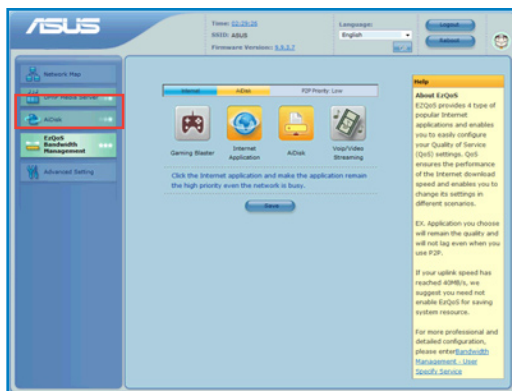 ASUS
Time: 02:29:28
SSID: ASUS
Firmware Version:
Language:
English
Logout
Reboot
Network Map
UPnP Media Server
AiDisk
EzQoS
Bandwidth
Management
Advanced Setting
Internet
AiDisk
P2P Priority: Low
Gaming Blaster
Internet
Application
AiDisk
Voip/Video
Streaming
Click the Internet application and make the application remain
the high priority even the network is busy.
Save
Help
About EzQoS
EZQoS provides 4 type of
popular Internet
applications and enables
you to easily configure
your Quality of Service
(QoS) settings. QoS
ensures the performance
of the Internet download
speed and enables you to
change its settings in
different scenarios.
EX. Application you choose
will remain the quality and
will not lag even when you
use P2P.
If your uplink speed has
reached 40MB/s, we
suggest you need not
enable EzQoS for saving
system resource.
For more professional and
detailed configuration,
please enterBandwidth
Management - User
Specify Service